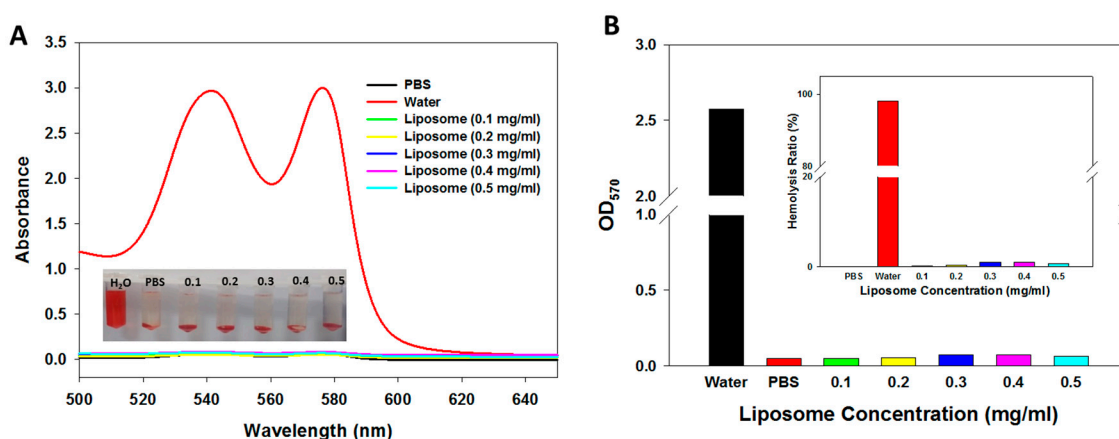 A
Absorbance
3.5
3.0
2.5
2.0
1.5
1.0
0.5
0.0
500 520 540 560 580 600 620 640
Wavelength (nm)
PBS
Water
Liposome (0.1 mg/ml)
Liposome (0.2 mg/ml)
Liposome (0.3 mg/ml)
Liposome (0.4 mg/ml)
Liposome (0.5 mg/ml)
H₂O PBS 0.1 0.2 0.3 0.4 0.5
B
OD₅₇₀
3.0
2.5
2.0
1.0
0.5
0.0
Water PBS 0.1 0.2 0.3 0.4 0.5
Liposome Concentration (mg/ml)
Hemolysis Ratio (%)
100
80
20
0
PBS Water 0.1 0.2 0.3 0.4 0.5
Liposome Concentration (mg/ml)